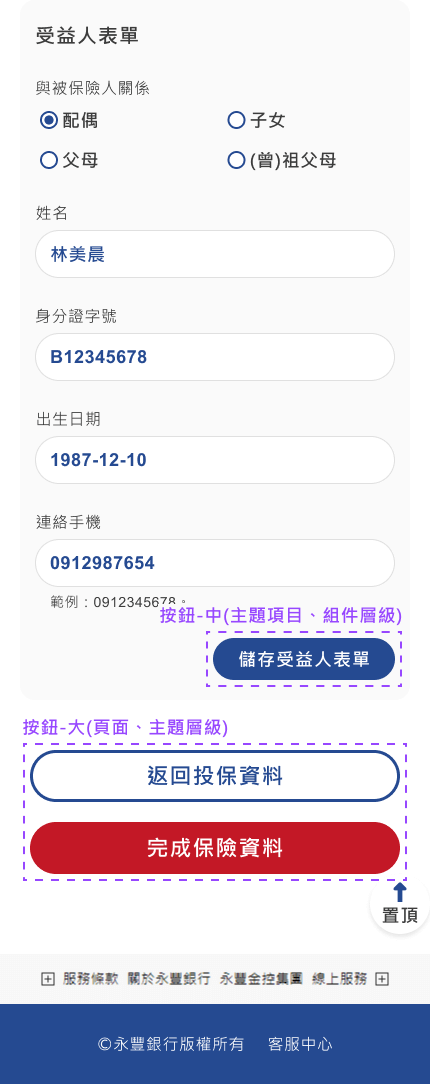 受益人表單
與被保險人關係
配偶 子女
父母 (曾)祖父母
姓名
林美晨
身分證字號
B12345678
出生日期
1987-12-10
連絡手機
0912987654
範例：0912345678。
按鈕-中(主題項目、組件層級)
儲存受益人表單
按鈕-大(頁面、主題層級)
返回投保資料
完成保險資料
置頂
服務條款 關於永豐銀行 永豐金控集團 線上服務
©永豐銀行版權所有 客服中心